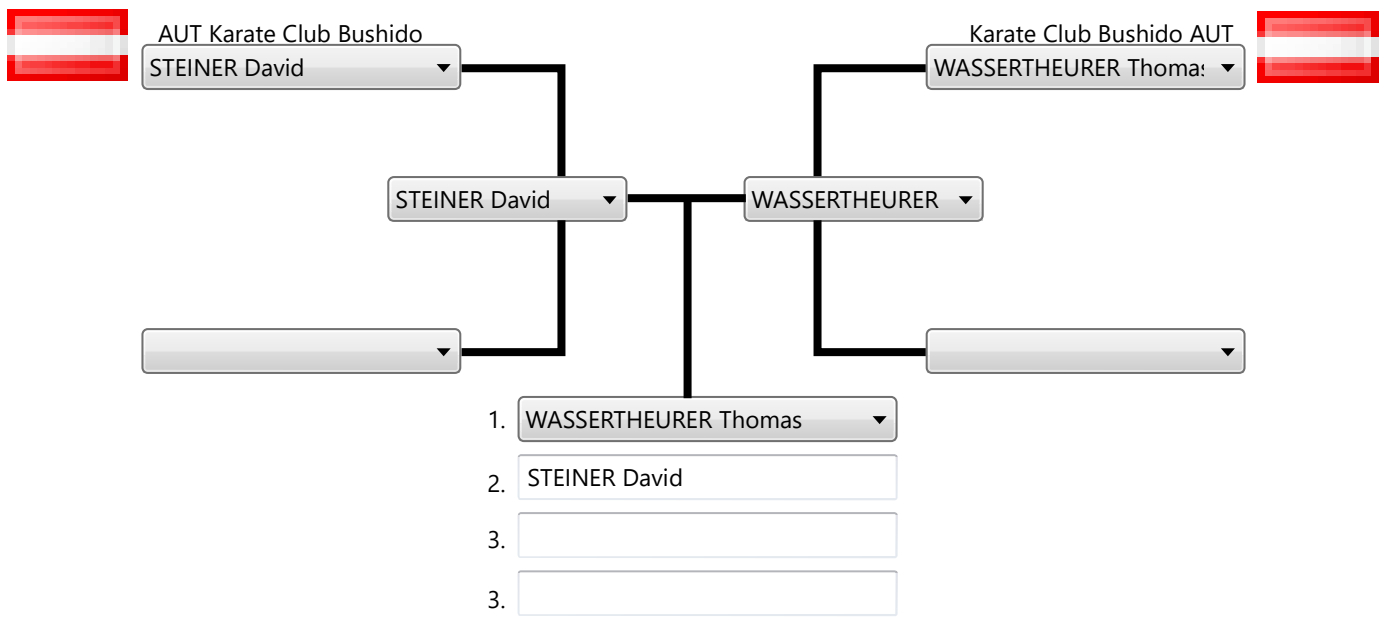 AUT Karate Club Bushido
Karate Club Bushido AUT
STEINER David
WASSERTHEURER Thomas
STEINER David
WASSERTHEURER
1. WASSERTHEURER Thomas
2. STEINER David
3.
3.